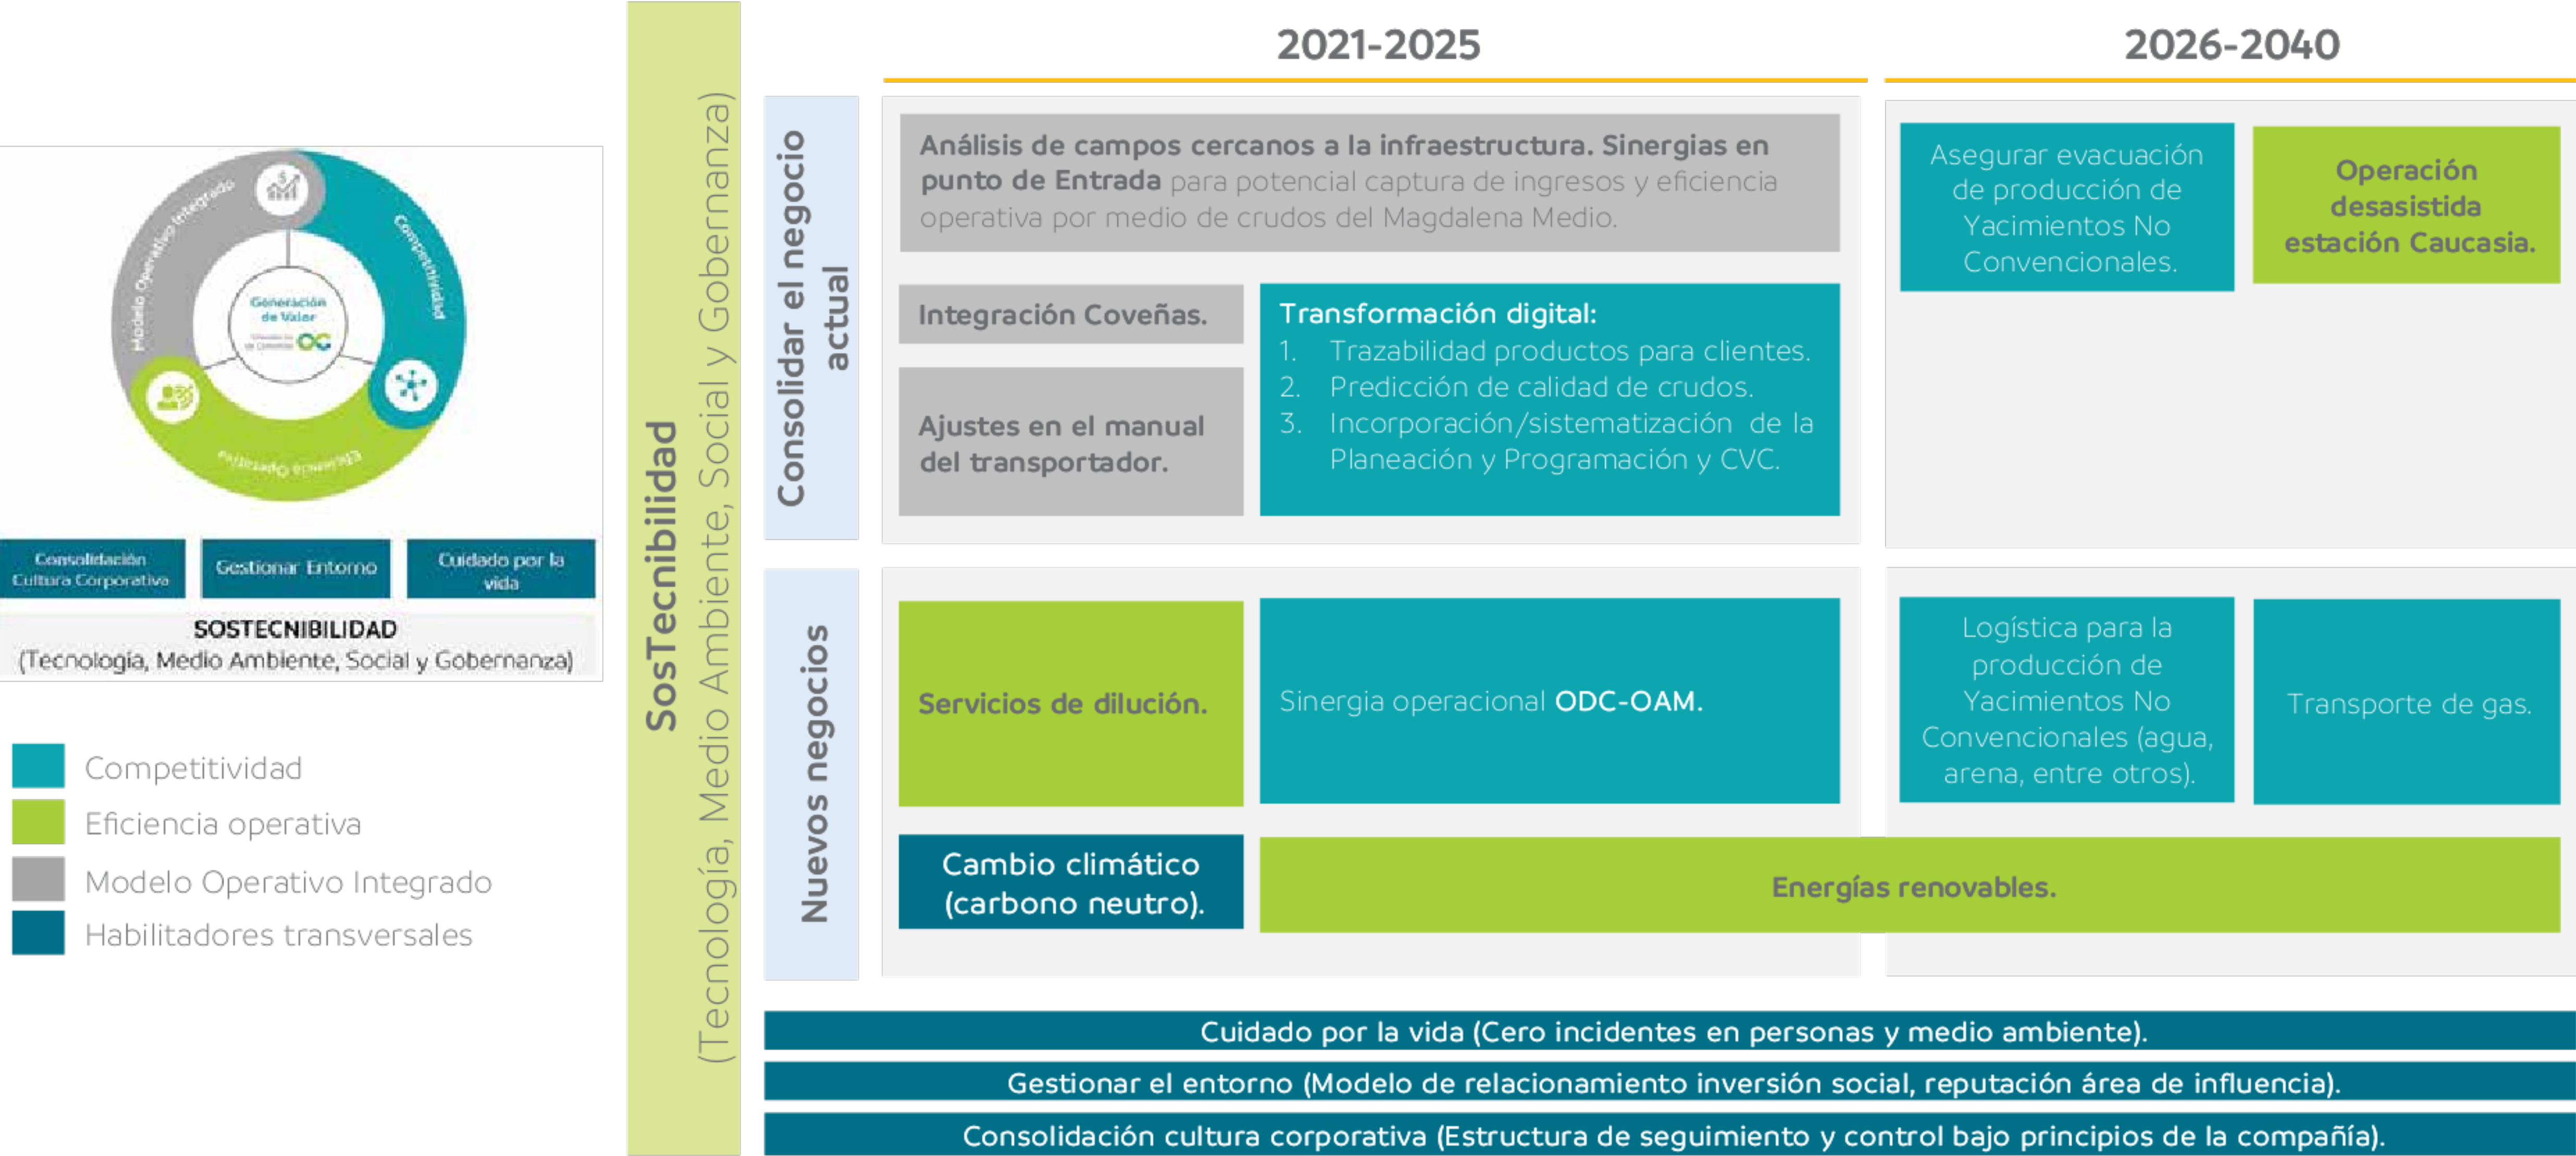 Modelo Operativo Integrado
Competitividad
Generación
de Valor
OC
Eficiencia Operativa
Consolidación
Cultura Corporativa
Gestionar Entorno
Cuidado por la
vida
SOSTECNIBILIDAD
(Tecnología, Medio Ambiente, Social y Gobernanza)
Competitividad
Eficiencia operativa
Modelo Operativo Integrado
Habilitadores transversales
SosTecnibilidad
(Tecnología, Medio Ambiente, Social y Gobernanza)
2021-2025
2026-2040
Consolidar el negocio
actual
Análisis de campos cercanos a la infraestructura. Sinergias en
punto de Entrada para potencial captura de ingresos y eficiencia
operativa por medio de crudos del Magdalena Medio.
Integración Coveñas.
Ajustes en el manual
del transportador.
Transformación digital:
1. Trazabilidad productos para clientes.
2. Predicción de calidad de crudos.
3. Incorporación/sistematización de la
Planeación y Programación y CVC.
Asegurar evacuación
de producción de
Yacimientos No
Convencionales.
Operación
desasistida
estación Caucasia.
Nuevos negocios
Servicios de dilución.
Sinergia operacional ODC-OAM.
Logística para la
producción de
Yacimientos No
Convencionales (agua,
arena, entre otros).
Transporte de gas.
Cambio climático
(carbono neutro).
Energías renovables.
Cuidado por la vida (Cero incidentes en personas y medio ambiente).
Gestionar el entorno (Modelo de relacionamiento inversión social, reputación área de influencia).
Consolidación cultura corporativa (Estructura de seguimiento y control bajo principios de la compañía).